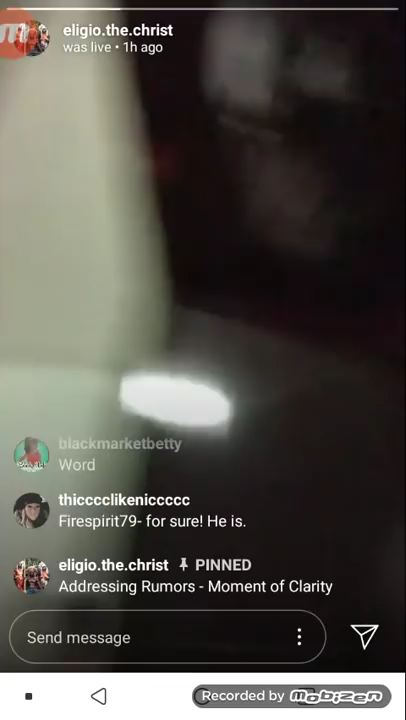 eligio.the.christ
was live • 1h ago
blackmarketbetty
Word
thicccclikeniccccc
Firespirit79- for sure! He is.
eligio.the.christ PINNED
Addressing Rumors - Moment of Clarity
Send message
Recorded by mobizen